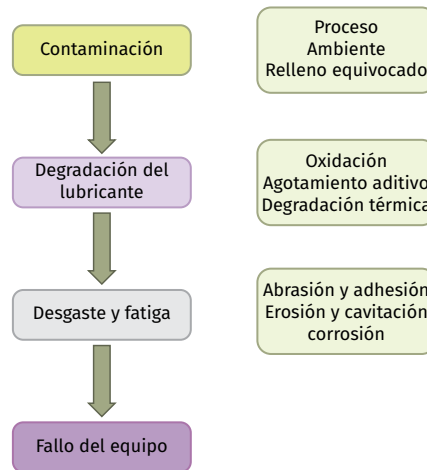 Contaminación
Proceso
Ambiente
Relleno equivocado
Degradación del
lubricante
Oxidación
Agotamiento aditivo
Degradación térmica
Desgaste y fatiga
Abrasión y adhesión
Erosión y cavitación
corrosión
Fallo del equipo